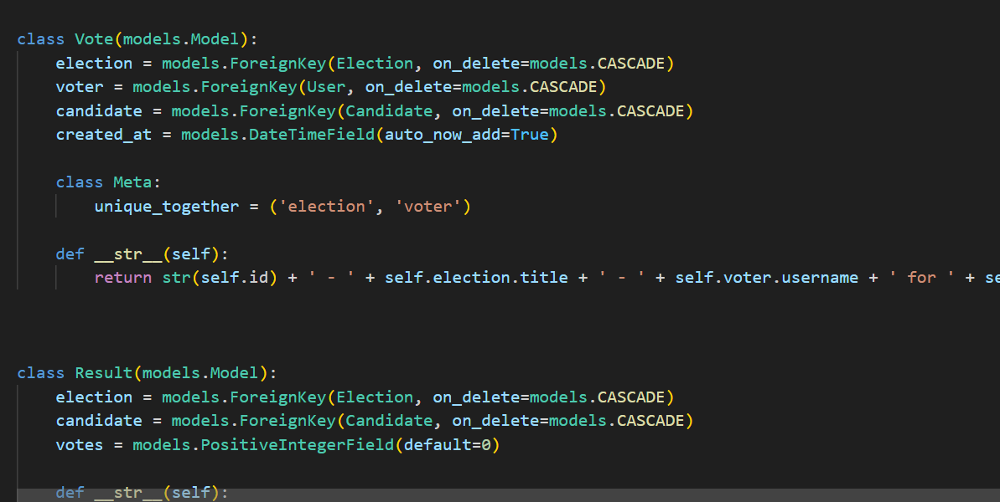 class Vote(models.Model):
    election = models.ForeignKey(Election, on_delete=models.CASCADE)
    voter = models.ForeignKey(User, on_delete=models.CASCADE)
    candidate = models.ForeignKey(Candidate, on_delete=models.CASCADE)
    created_at = models.DateTimeField(auto_now_add=True)
    class Meta:
        unique_together = ('election', 'voter')
    def __str__(self):
        return str(self.id) + ' - ' + self.election.title + ' - ' + self.voter.username + ' for ' + se
class Result(models.Model):
    election = models.ForeignKey(Election, on_delete=models.CASCADE)
    candidate = models.ForeignKey(Candidate, on_delete=models.CASCADE)
    votes = models.PositiveIntegerField(default=0)
    def __str__(self):